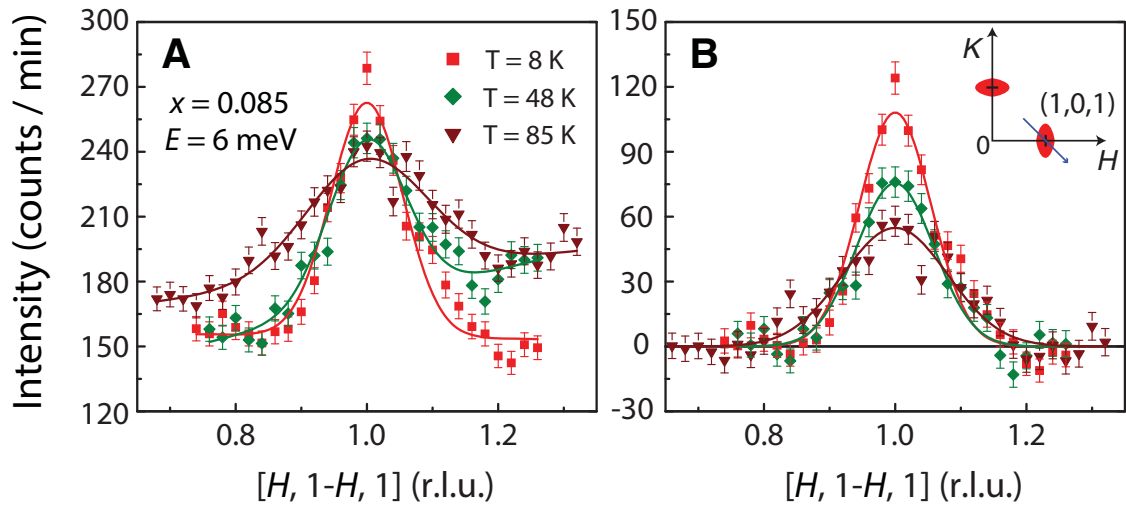 Intensity (counts / min)
300
270
240
210
180
150
120
A
x = 0.085
E = 6 meV
T = 8 K
T = 48 K
T = 85 K
0.8 1.0 1.2
[H, 1-H, 1] (r.l.u.)
150
120
90
60
30
0
-30
B
K
(1,0,1)
0
H
0.8 1.0 1.2
[H, 1-H, 1] (r.l.u.)